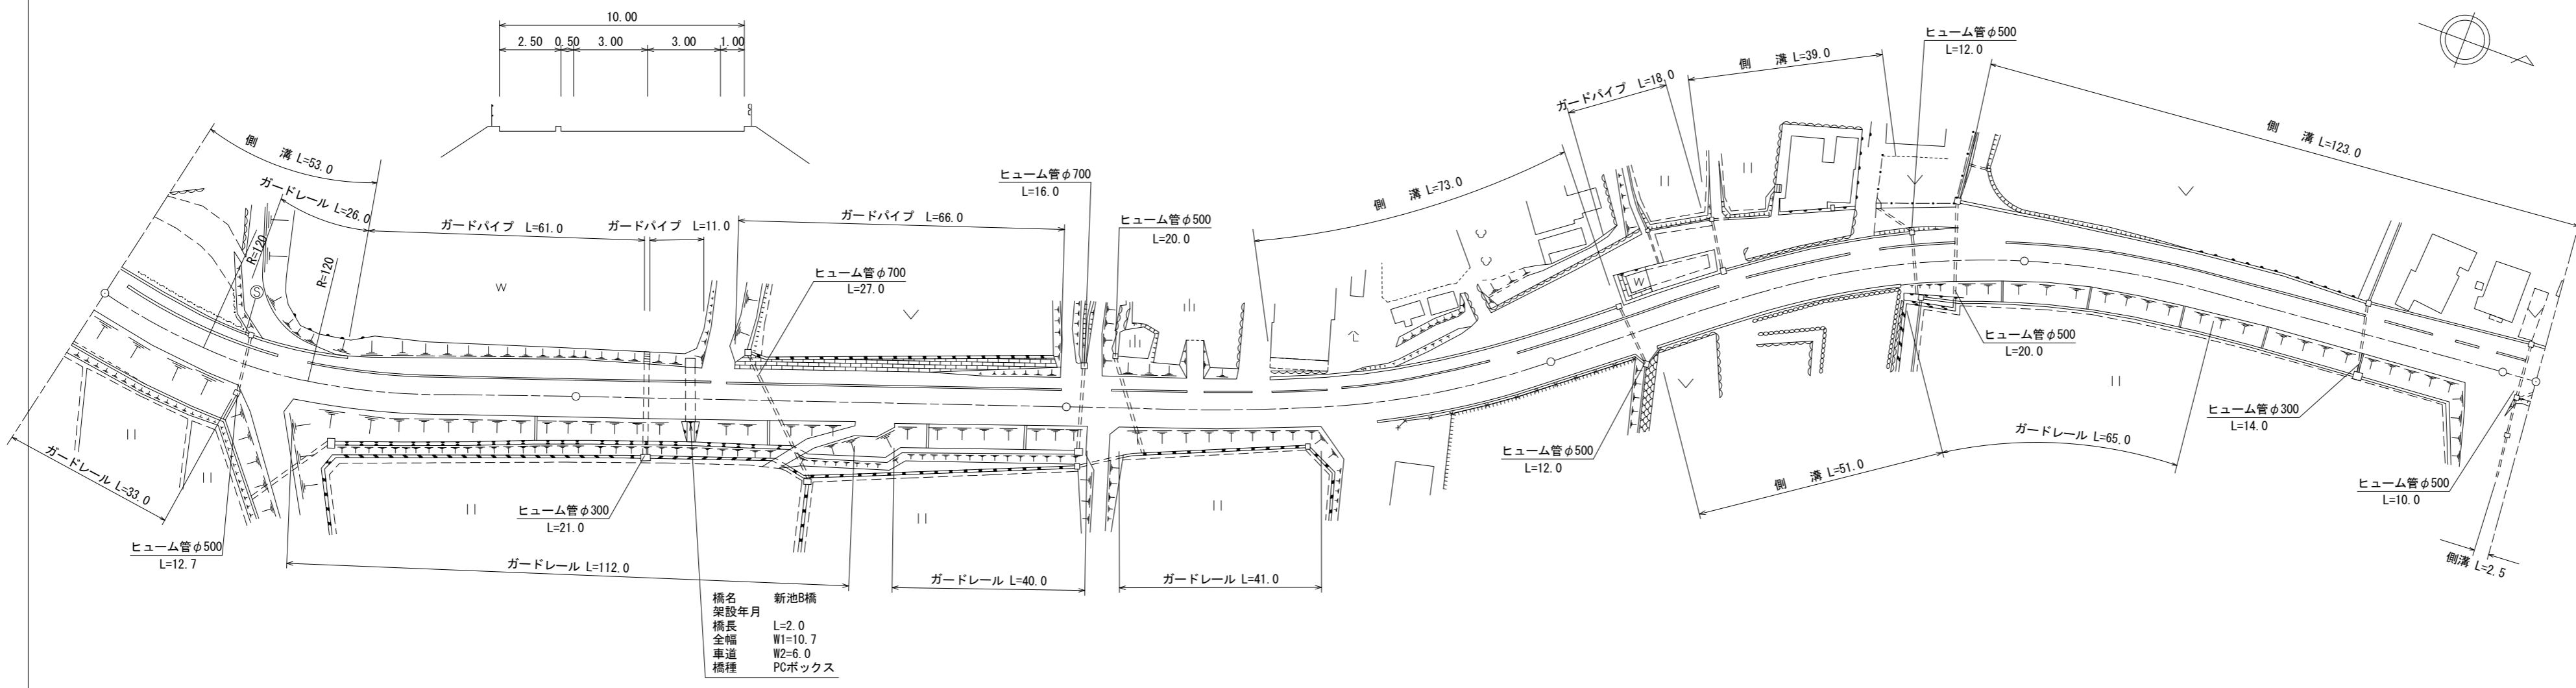 10.00
2.50 0.50 3.00 3.00 1.00
側 溝 L=53.0
ガードレール L=26.0
R=120
R=120
ガードパイプ L=61.0
ガードパイプ L=11.0
ガードパイプ L=66.0
ヒューム管φ700
L=27.0
ヒューム管φ700
L=16.0
ヒューム管φ500
L=20.0
側 溝 L=73.0
ガードパイプ L=18.0
側 溝 L=39.0
ヒューム管φ500
L=12.0
側 溝 L=123.0
S
W
W
ガードレール L=33.0
ヒューム管φ500
L=12.7
ヒューム管φ300
L=21.0
ガードレール L=112.0
ガードレール L=40.0
ガードレール L=41.0
橋名 新池B橋
架設年月
橋長 L=2.0
全幅 W1=10.7
車道 W2=6.0
橋種 PCボックス
ヒューム管φ500
L=12.0
側 溝 L=51.0
ガードレール L=65.0
ヒューム管φ500
L=20.0
ヒューム管φ300
L=14.0
ヒューム管φ500
L=10.0
側溝 L=2.5